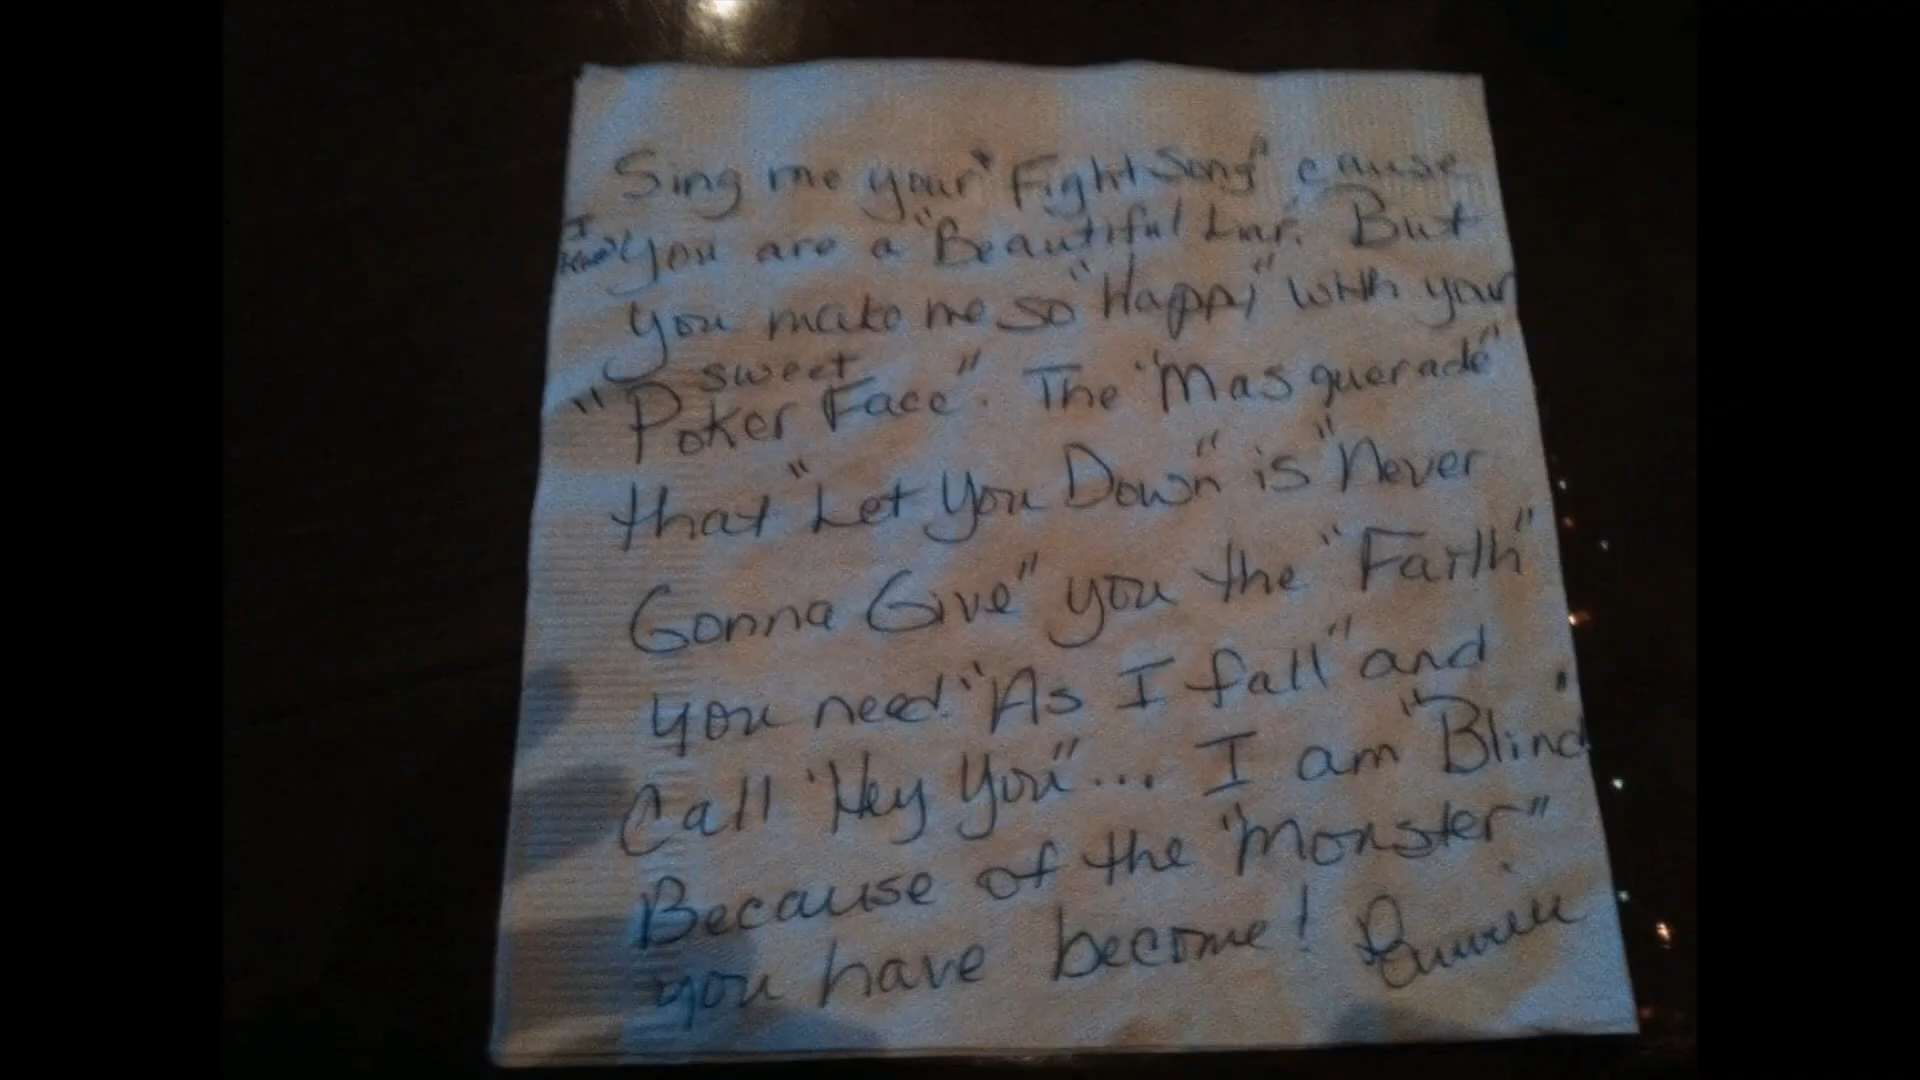 Sing me your "Fight Song" cause
I know you are a "Beautiful Liar. But
you make me so "Happy" with your
sweet
"Poker Face". The "Masquerade"
that "Let You Down" is "Never
Gonna Give" you the "Faith"
you need. "As I fall" and
Call "Hey You"... I am "Blind"
Because of the "Monster"
you have become!